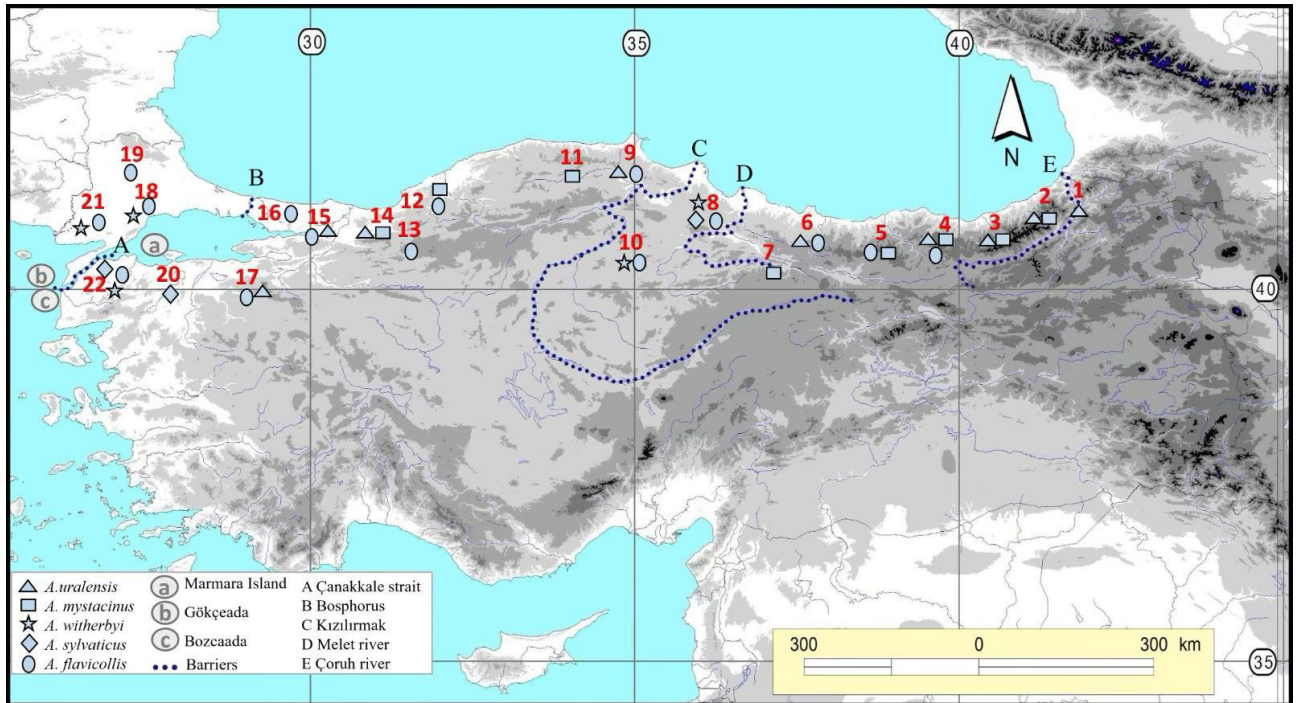 30
35
40
C
E
D
N
19
11
9
2
1
B
12
21
18
16
15
14
8
6
4
3
A
a
13
10
5
7
b
22
20
17
40
c
A.uralensis
a Marmara Island
A Çanakkale strait
A. mystacinus
b Gökçeada
B Bosphorus
A. witherbyi
C Kızılırmak
A. sylvaticus
c Bozcaada
D Melet river
A. flavicollis
Barriers
E Çoruh river
300 0 300 km
35